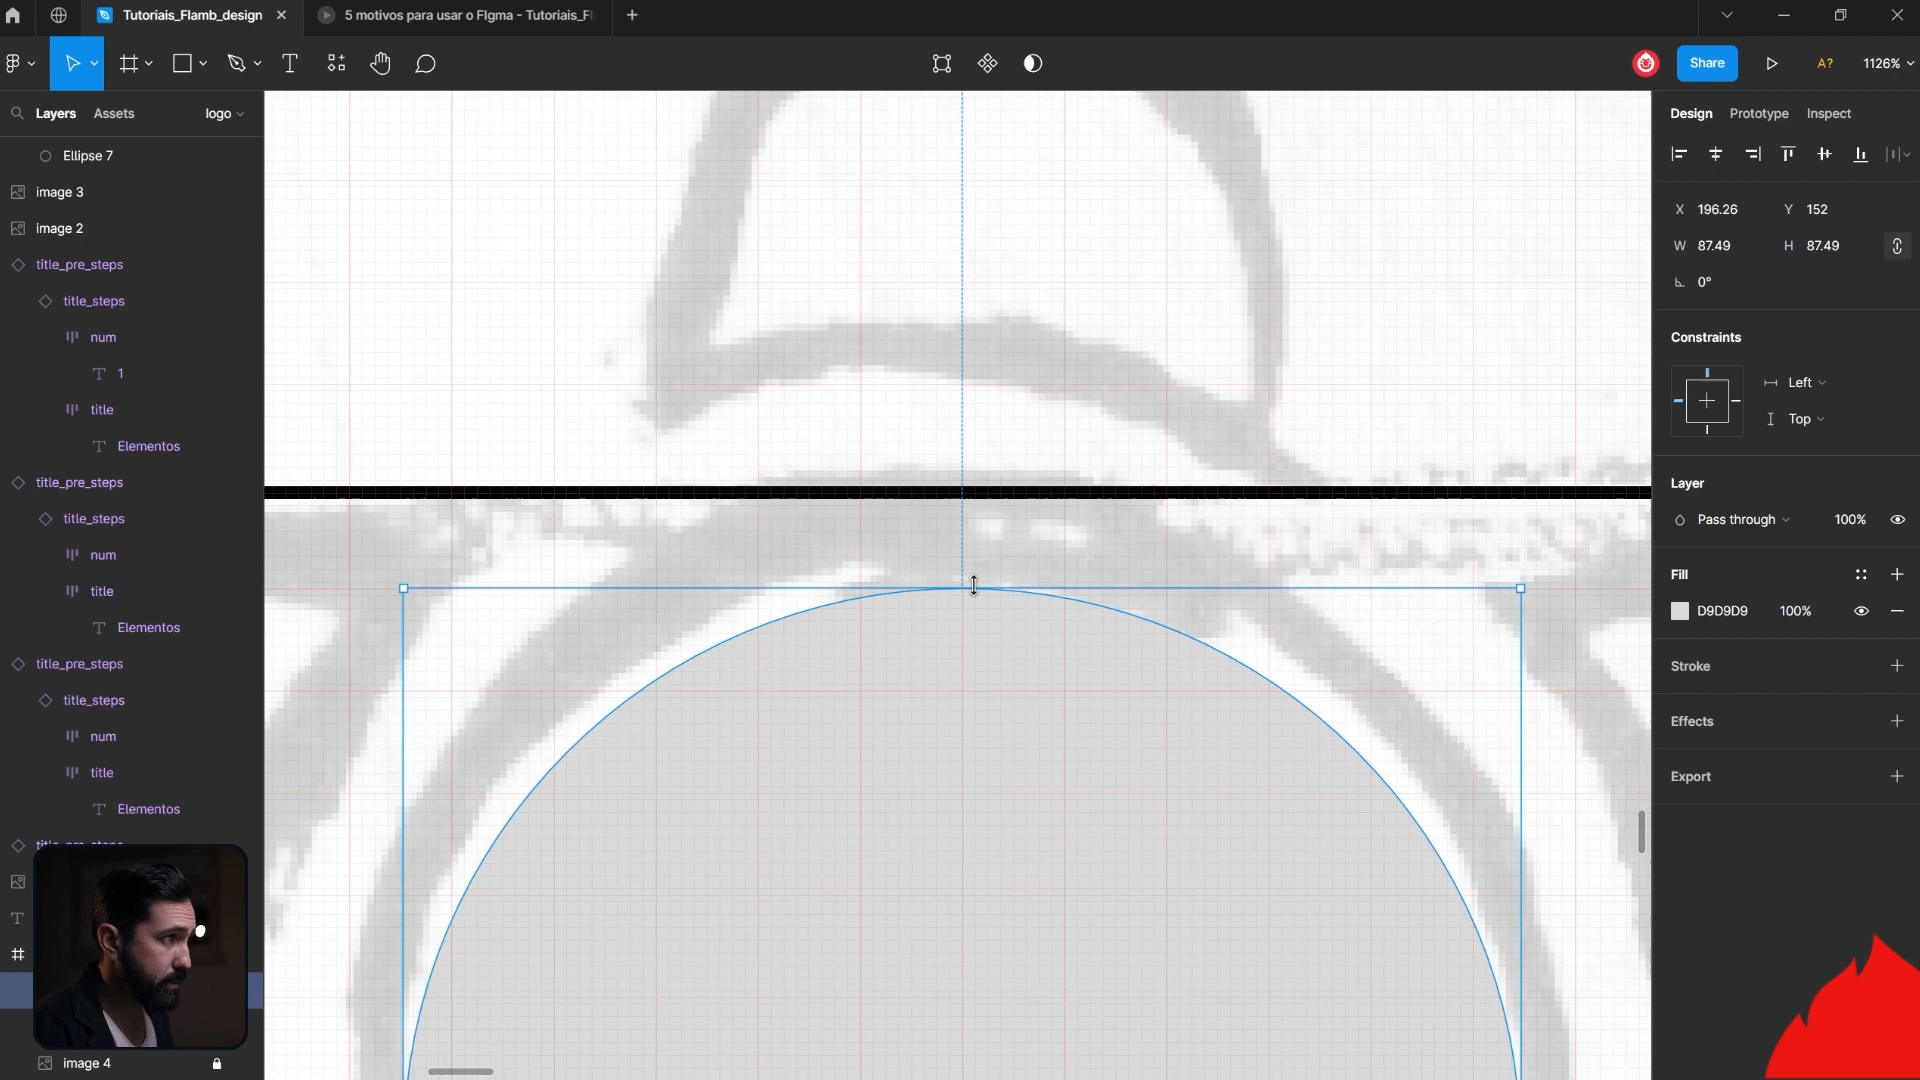 Tutoriais_Flamb_design
5 motivos para usar o FIgma - Tutoriais_Fl
Share
A?
1126%
Layers
Assets
logo
Ellipse 7
image 3
image 2
title_pre_steps
title_steps
num
1
title
Elementos
title_pre_steps
title_steps
num
title
Elementos
title_pre_steps
title_steps
num
title
Elementos
image 4
Design
Prototype
Inspect
X 196.26
Y 152
W 87.49
H 87.49
0°
Constraints
Left
Top
Layer
Pass through
100%
Fill
D9D9D9
100%
Stroke
Effects
Export